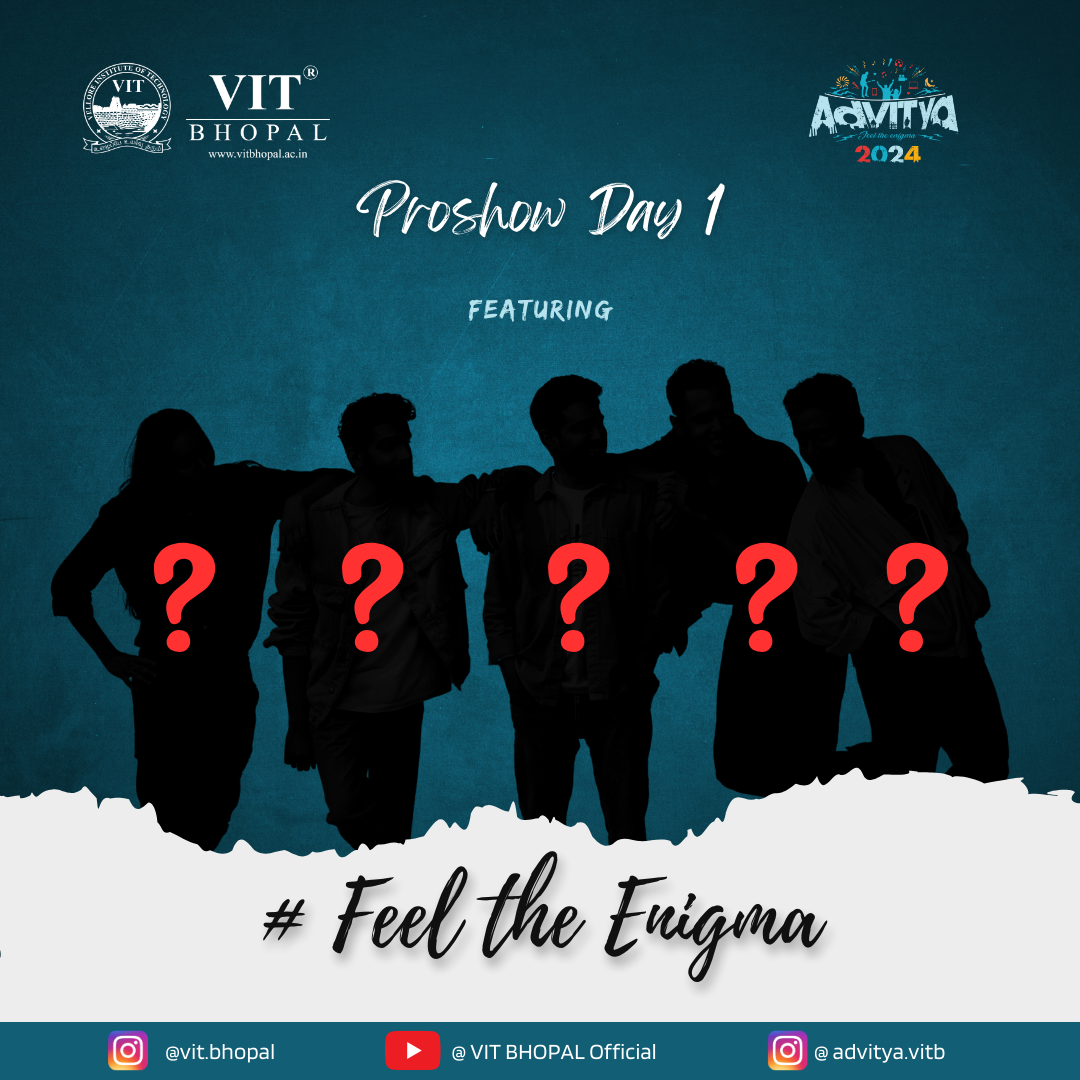 VELLORE INSTITUTE OF TECHNOLOGY
VIT
VIT®
BHOPAL
www.vitbhopal.ac.in
AdVITya
Feel the enigma
2024
Proshow Day 1
FEATURING
?
?
?
?
?
# Feel the Enigma
@vit.bhopal
@ VIT BHOPAL Official
@ advitya.vitb